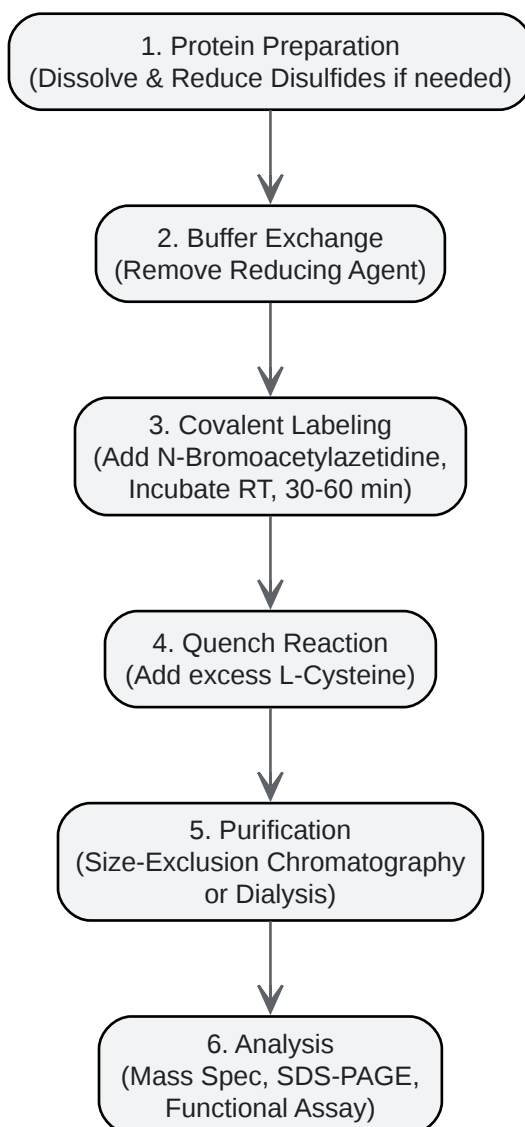 1. Protein Preparation
(Dissolve & Reduce Disulfides if needed)
2. Buffer Exchange
(Remove Reducing Agent)
3. Covalent Labeling
(Add N-Bromoacetylazetidine,
Incubate RT, 30-60 min)
4. Quench Reaction
(Add excess L-Cysteine)
5. Purification
(Size-Exclusion Chromatography
or Dialysis)
6. Analysis
(Mass Spec, SDS-PAGE,
Functional Assay)